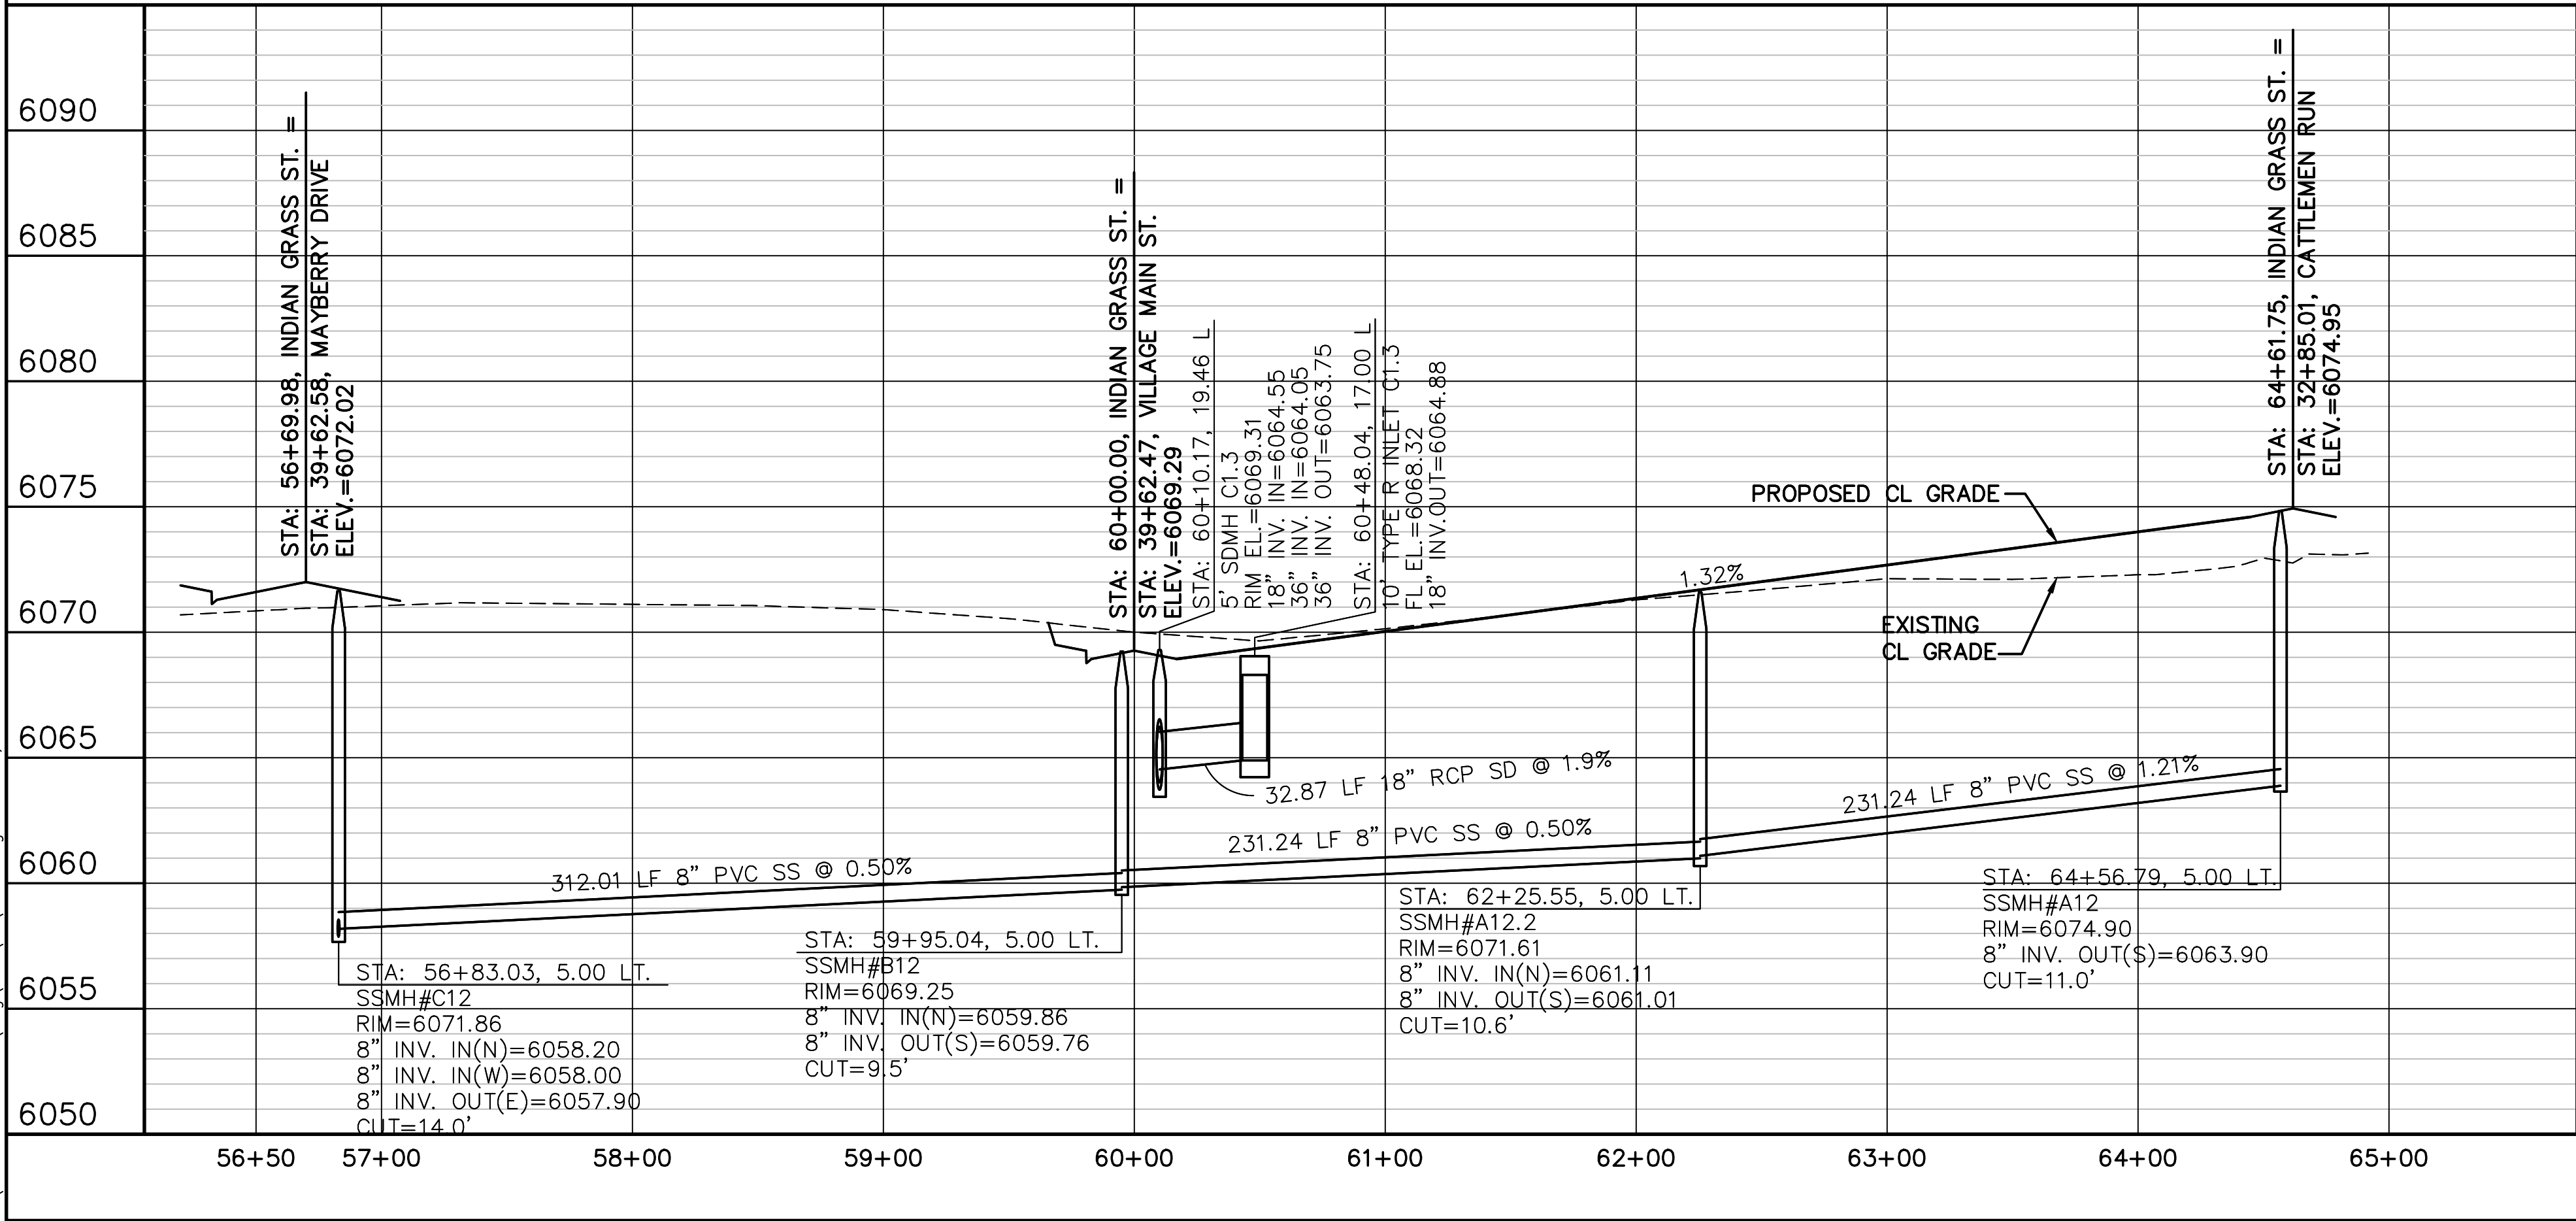 6090
6085
6080
6075
6070
6065
6060
6055
6050
STA: 56+69.98, INDIAN GRASS ST. =
STA: 39+62.58, MAYBERRY DRIVE
ELEV.=6072.02
STA: 60+00.00, INDIAN GRASS ST. =
STA: 39+62.47, VILLAGE MAIN ST.
ELEV.=6069.29
STA: 60+10.17, 19.46 L
5' SDMH C1.3
RIM EL.=6069.31
18" INV. IN=6064.55
36" INV. IN=6064.05
36" INV. OUT=6063.75
STA: 60+48.04, 17.00 L
10' TYPE R INLET C1.3
FL. EL.=6068.32
18" INV.OUT=6064.88
STA: 64+61.75, INDIAN GRASS ST. =
STA: 32+85.01, CATTLEMEN RUN
ELEV.=6074.95
PROPOSED CL GRADE
1.32%
EXISTING
CL GRADE
32.87 LF 18" RCP SD @ 1.9%
312.01 LF 8" PVC SS @ 0.50%
231.24 LF 8" PVC SS @ 0.50%
231.24 LF 8" PVC SS @ 1.21%
STA: 56+83.03, 5.00 LT.
SSMH#C12
RIM=6071.86
8" INV. IN(N)=6058.20
8" INV. IN(W)=6058.00
8" INV. OUT(E)=6057.90
CUT=14.0'
STA: 59+95.04, 5.00 LT.
SSMH#B12
RIM=6069.25
8" INV. IN(N)=6059.86
8" INV. OUT(S)=6059.76
CUT=9.5'
STA: 62+25.55, 5.00 LT.
SSMH#A12.2
RIM=6071.61
8" INV. IN(N)=6061.11
8" INV. OUT(S)=6061.01
CUT=10.6'
STA: 64+56.79, 5.00 LT.
SSMH#A12
RIM=6074.90
8" INV. OUT(S)=6063.90
CUT=11.0'
56+50
57+00
58+00
59+00
60+00
61+00
62+00
63+00
64+00
65+00